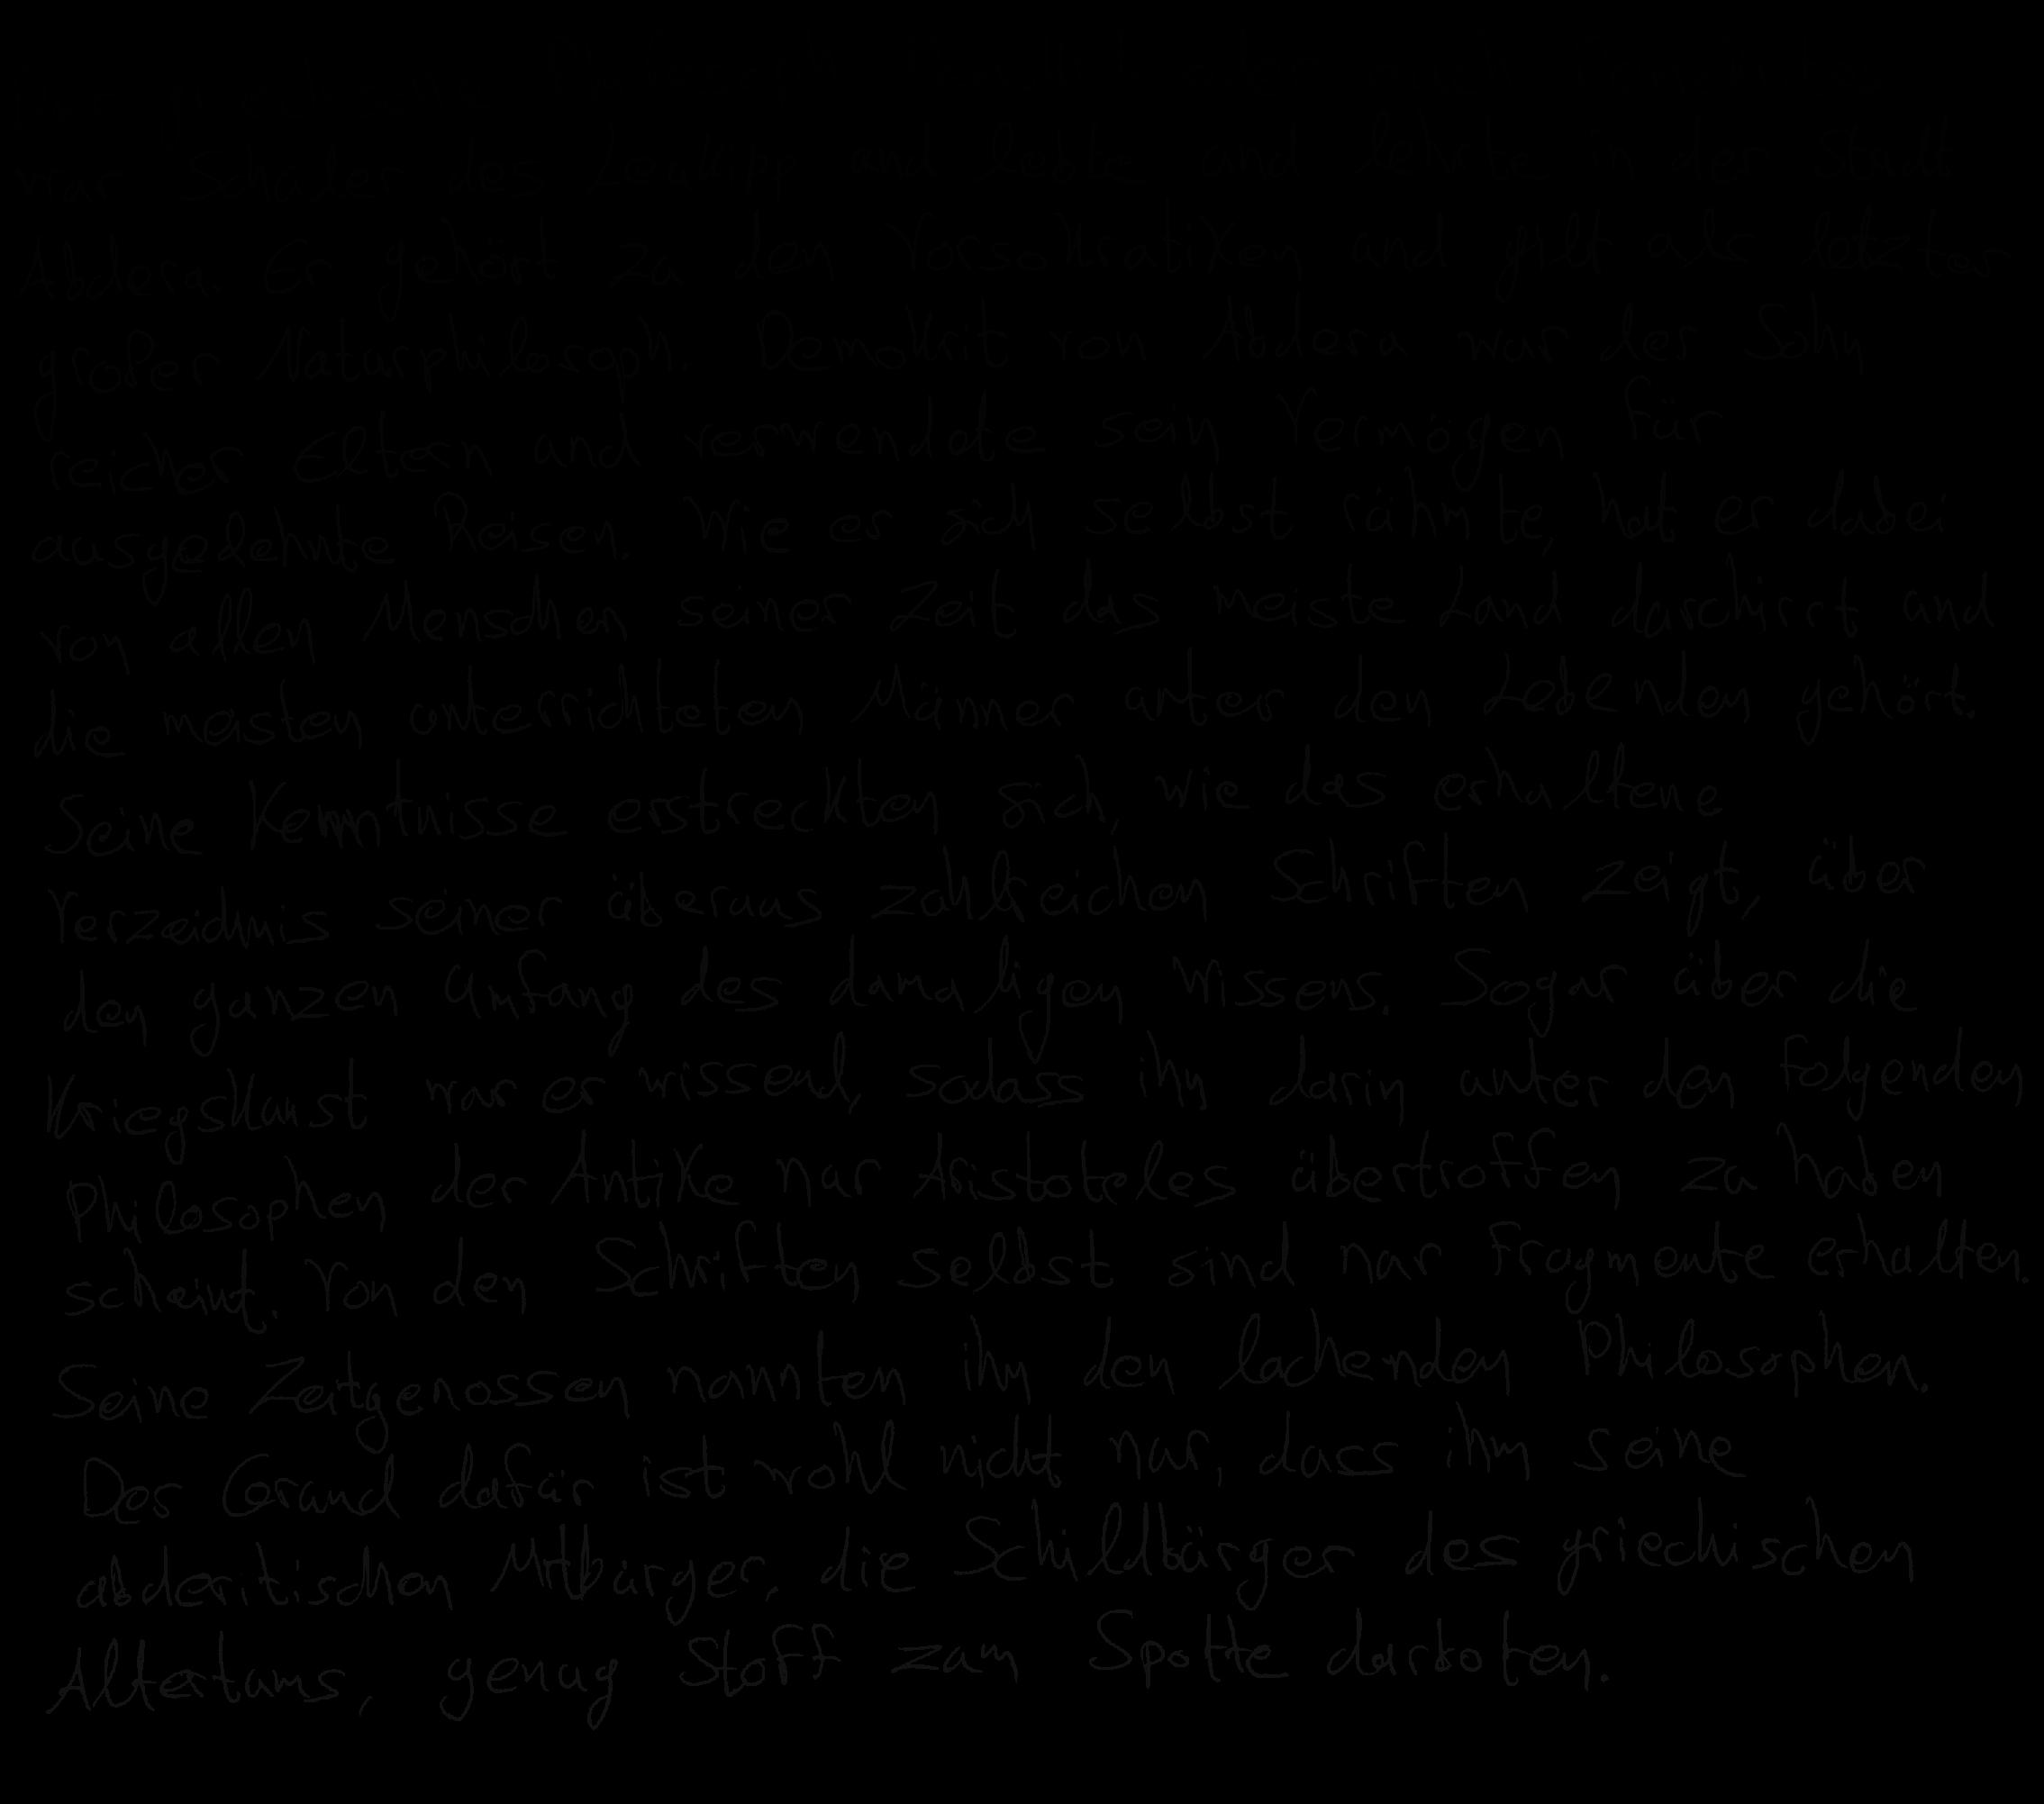 war Schüler des Leukipp und lebte und lehrte in der Stadt
Abdera. Er gehört zu den Vorsokratiken und gilt als letzter
großer Naturphilosoph. Demokrit von Abdera war der Sohn
reicher Eltern und verwendete sein Vermögen für
ausgedehnte Reisen. Wie er sich selbst rühmte, hat er dabei
von allen Menschen seiner Zeit das meiste Land durchirrt und
die meisten unterrichteten Männer unter den Lebenden gehört.
Seine Kenntnisse erstreckten sich, wie das erhaltene
Verzeichnis seiner überaus zahlreichen Schriften zeigt, über
den ganzen Umfang des damaligen Wissens. Sogar über die
Kriegskunst war er wissend, sodass ihn darin unter den folgenden
Philosophen der Antike nur Aristoteles übertroffen zu haben
scheint. Von den Schriften selbst sind nur Fragmente erhalten.
Seine Zeitgenossen nannten ihn den lachenden Philosophen.
Der Grund dafür ist wohl nicht nur, dass ihm seine
abderitischen Mitbürger, die Schildbürger des griechischen
Altertums, genug Stoff zum Spotte darboten.